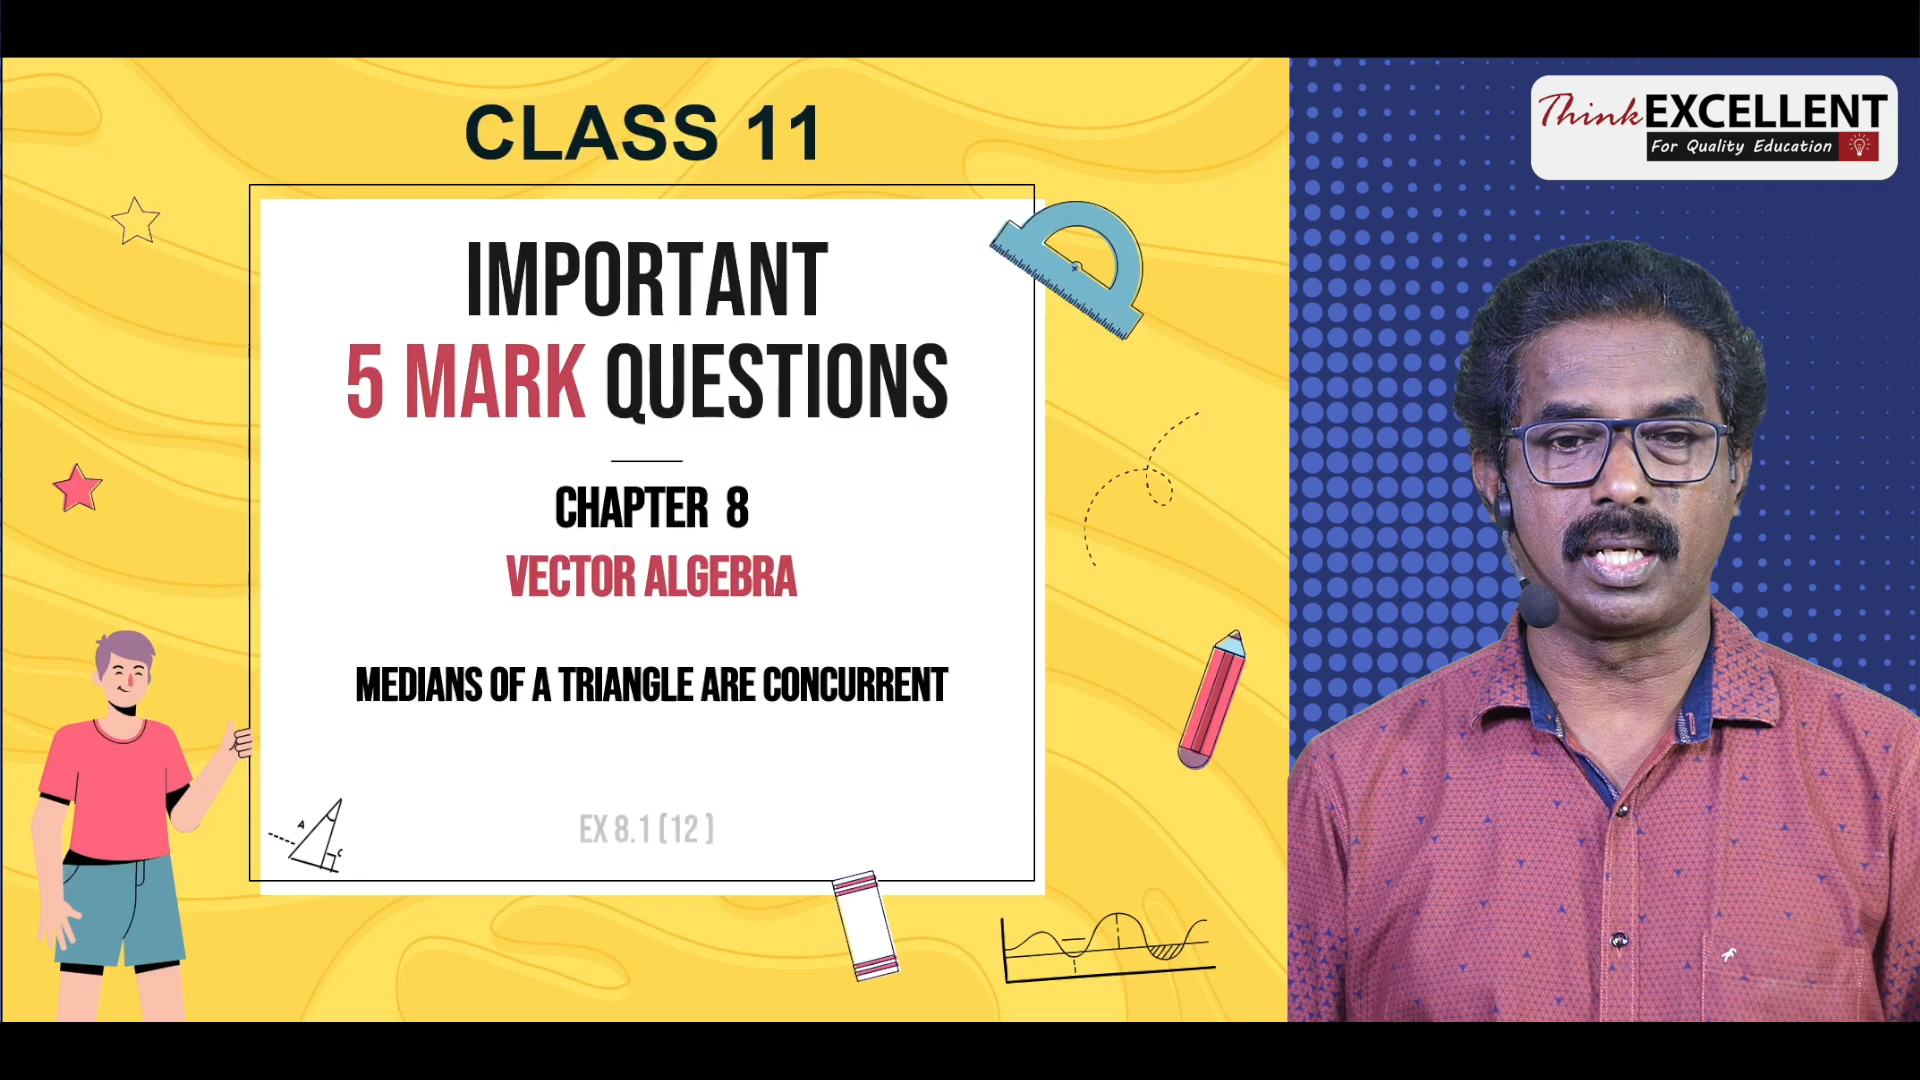 CLASS 11
Think EXCELLENT
For Quality Education
IMPORTANT
5 MARK QUESTIONS
CHAPTER 8
VECTOR ALGEBRA
MEDIANS OF A TRIANGLE ARE CONCURRENT
A
C
EX 8.1 (12 )